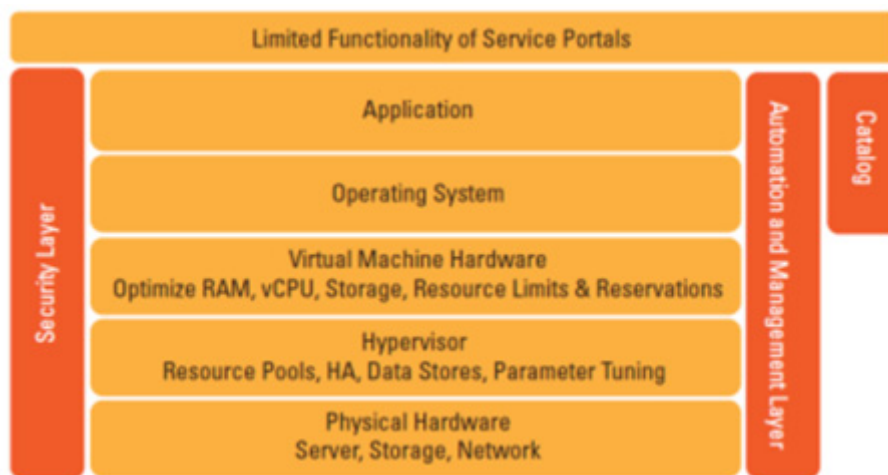 Limited Functionality of Service Portals
Security Layer
Application
Operating System
Virtual Machine Hardware
Optimize RAM, vCPU, Storage, Resource Limits & Reservations
Hypervisor
Resource Pools, HA, Data Stores, Parameter Tuning
Physical Hardware
Server, Storage, Network
Automation and Management Layer
Catalog